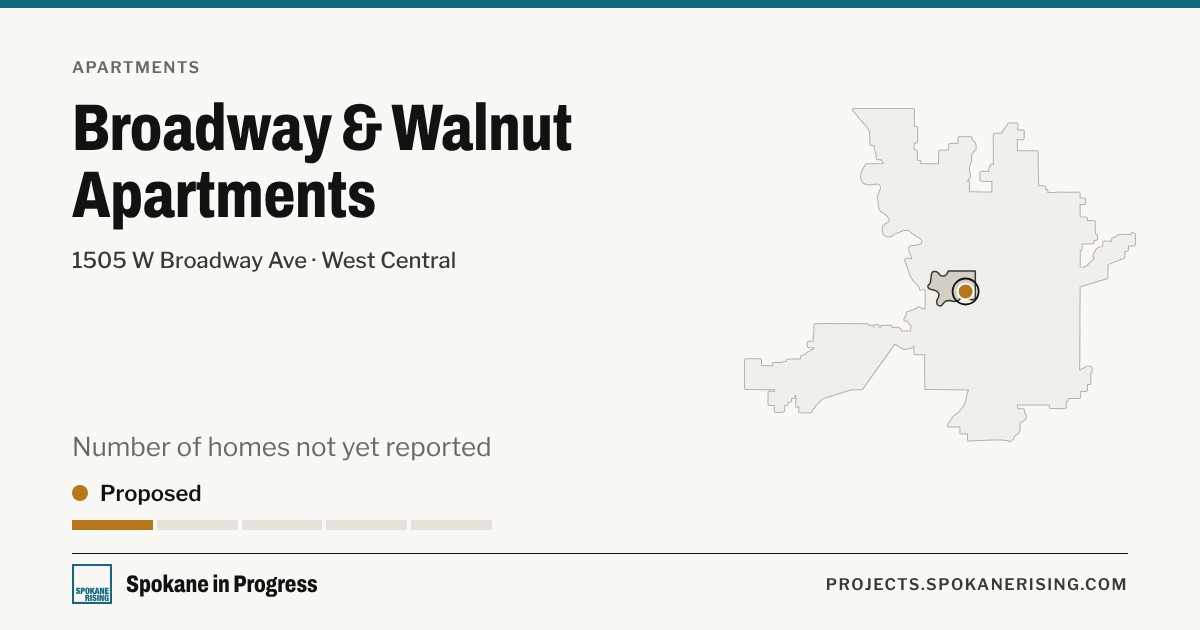 APARTMENTS
Broadway & Walnut
Apartments
1505 W Broadway Ave · West Central
Number of homes not yet reported
Proposed
SPOKANE
RISING
Spokane in Progress
PROJECTS.SPOKANERISING.COM